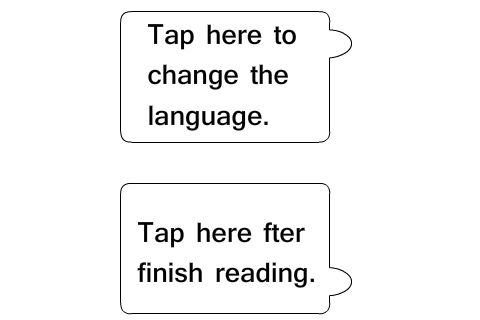 Tap here to
change the
language.
Tap here fter
finish reading.